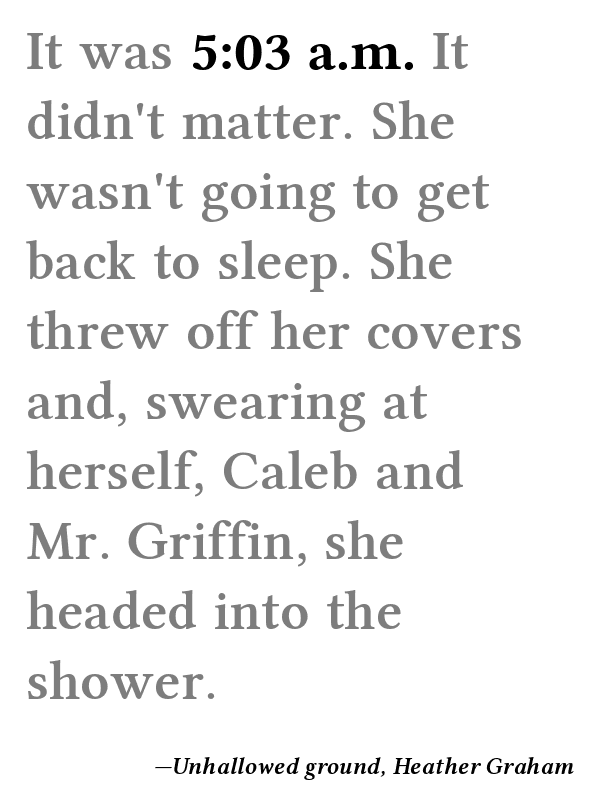 It was 5:03 a.m. It
didn't matter. She
wasn't going to get
back to sleep. She
threw off her covers
and, swearing at
herself, Caleb and
Mr. Griffin, she
headed into the
shower.
—Unhallowed ground, Heather Graham